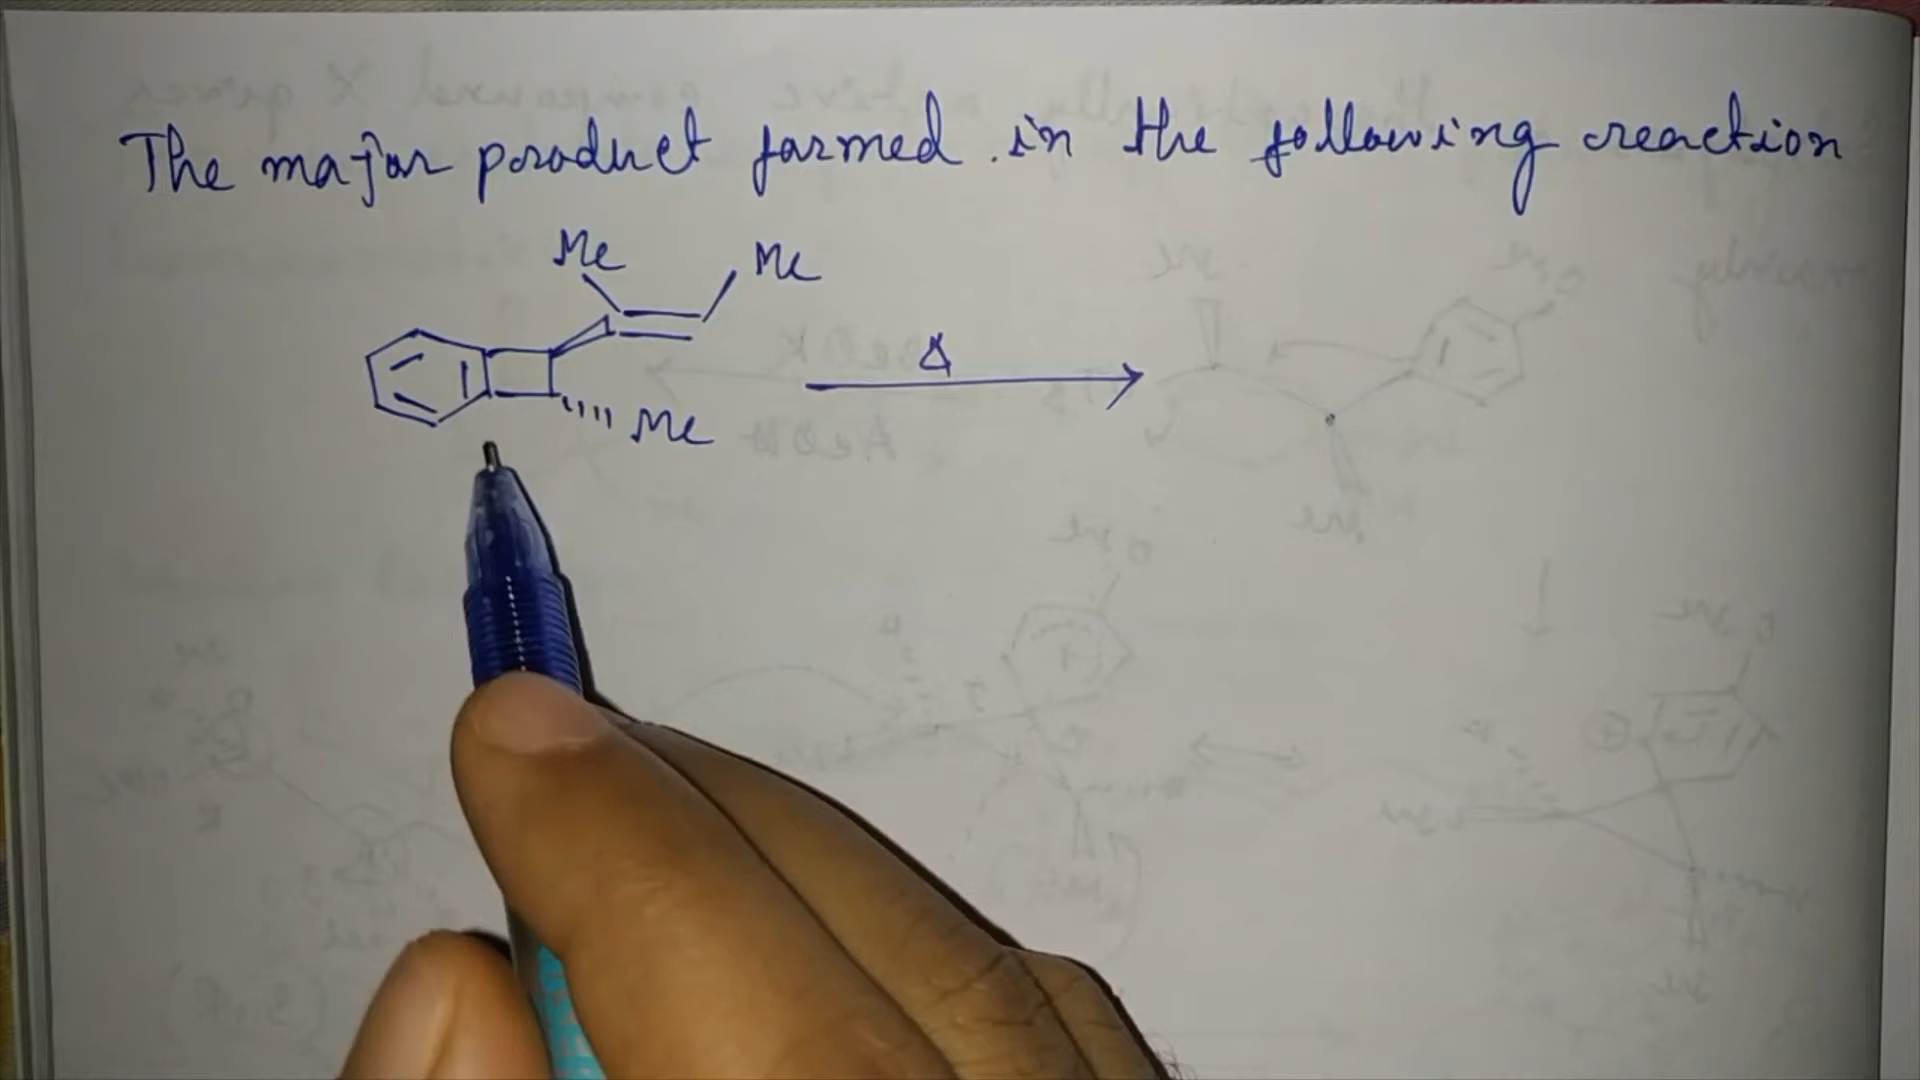 The major product formed in the following reaction
Me Me
Δ
Me